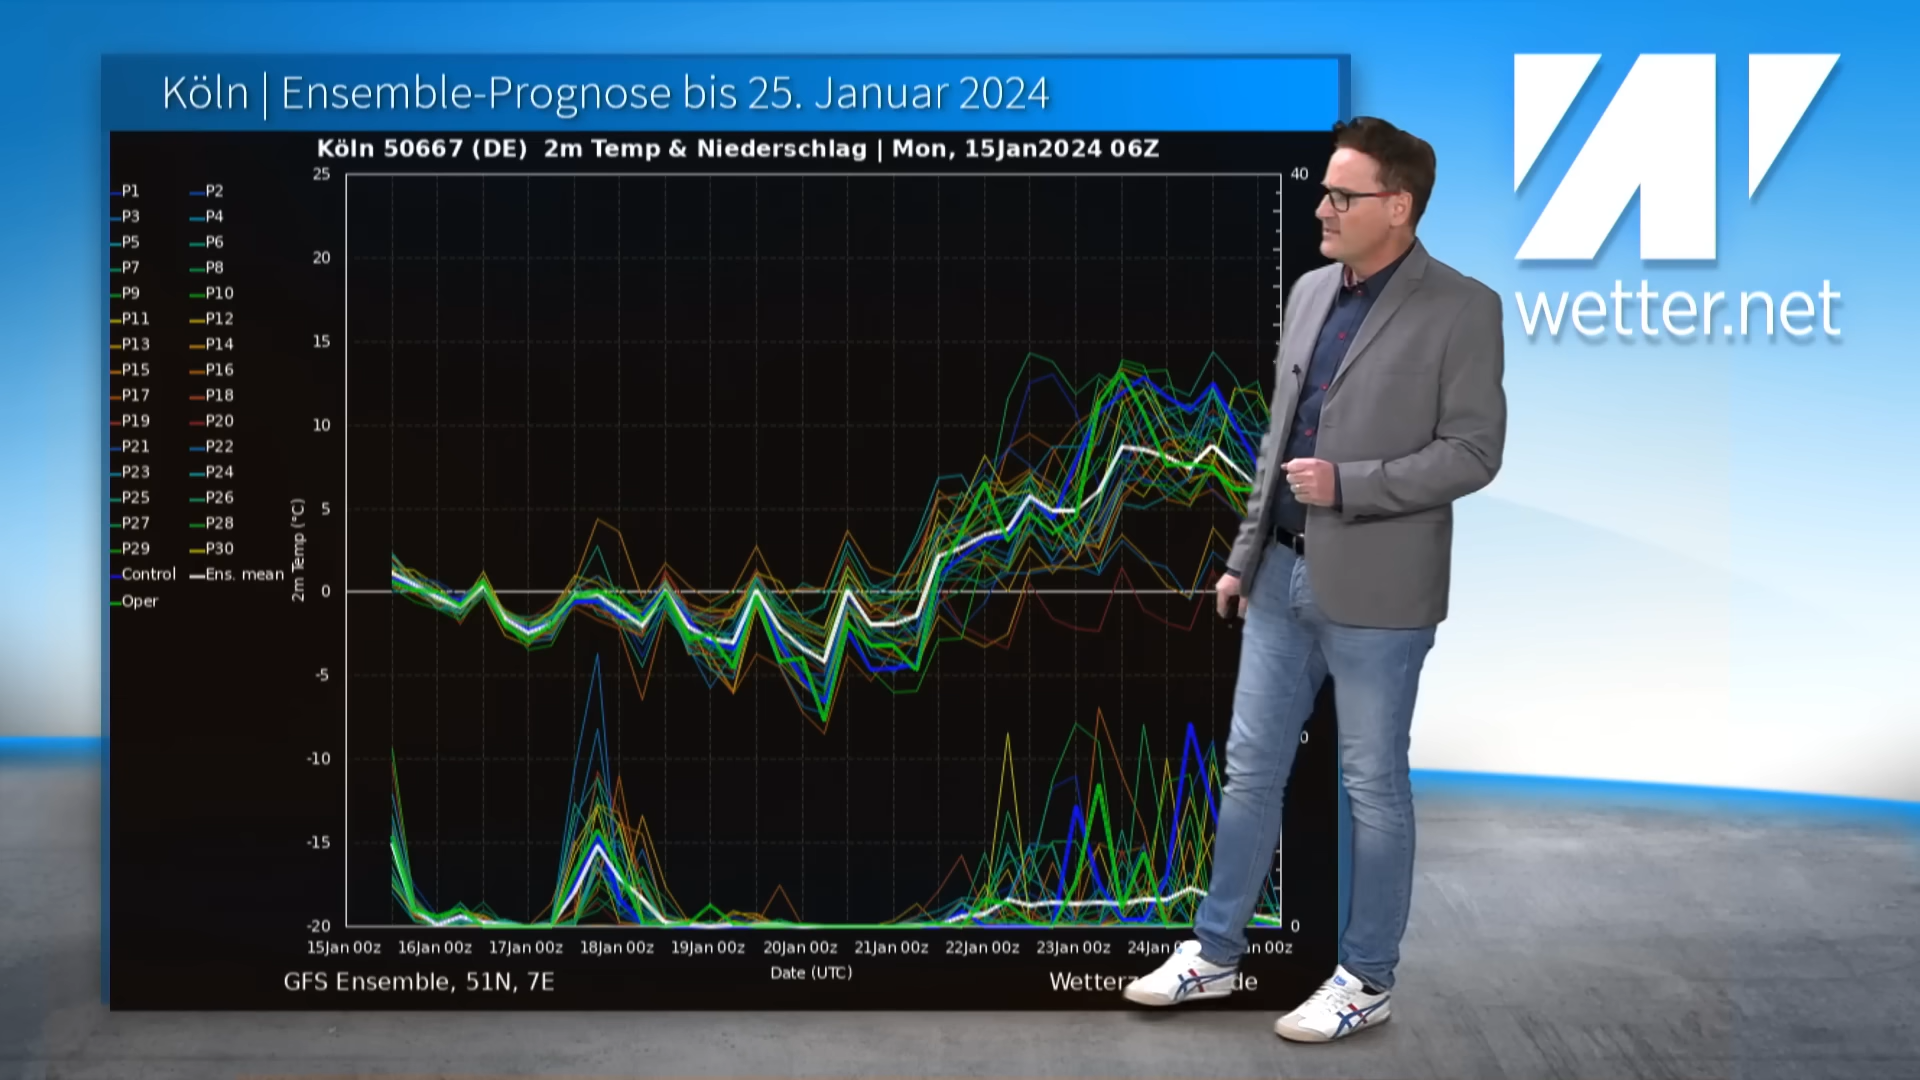 Köln | Ensemble-Prognose bis 25. Januar 2024
Köln 50667 (DE) 2m Temp & Niederschlag | Mon, 15Jan2024 06Z
wetter.net
P1 P2
P3 P4
P5 P6
P7 P8
P9 P10
P11 P12
P13 P14
P15 P16
P17 P18
P19 P20
P21 P22
P23 P24
P25 P26
P27 P28
P29 P30
Control Ens. mean
Oper
2m Temp (°C)
25
20
15
10
5
0
-5
-10
-15
-20
40
0
0
15Jan 00z 16Jan 00z 17Jan 00z 18Jan 00z 19Jan 00z 20Jan 00z 21Jan 00z 22Jan 00z 23Jan 00z 24Jan 00z
Date (UTC)
GFS Ensemble, 51N, 7E